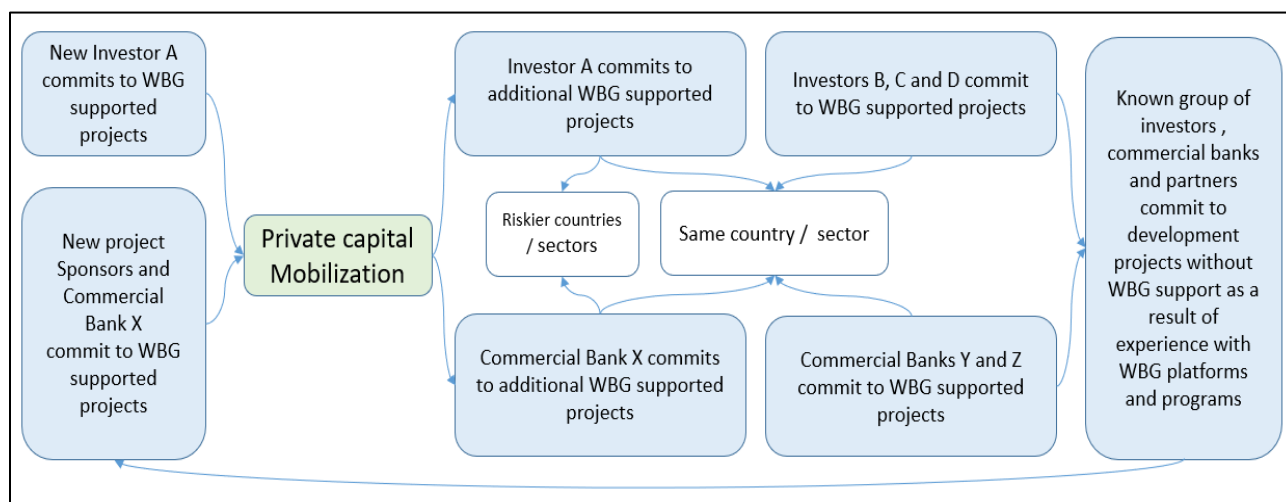 New Investor A
commits to WBG
supported
projects
New project
Sponsors and
Commercial
Bank X
commit to WBG
supported
projects
Private capital
Mobilization
Investor A commits to
additional WBG supported
projects
Investors B, C and D commit
to WBG supported projects
Riskier countries
/ sectors
Same country / sector
Commercial Bank X commits
to additional WBG supported
projects
Commercial Banks Y and Z
commit to WBG supported
projects
Known group of
investors ,
commercial banks
and partners
commit to
development
projects without
WBG support as a
result of
experience with
WBG platforms
and programs